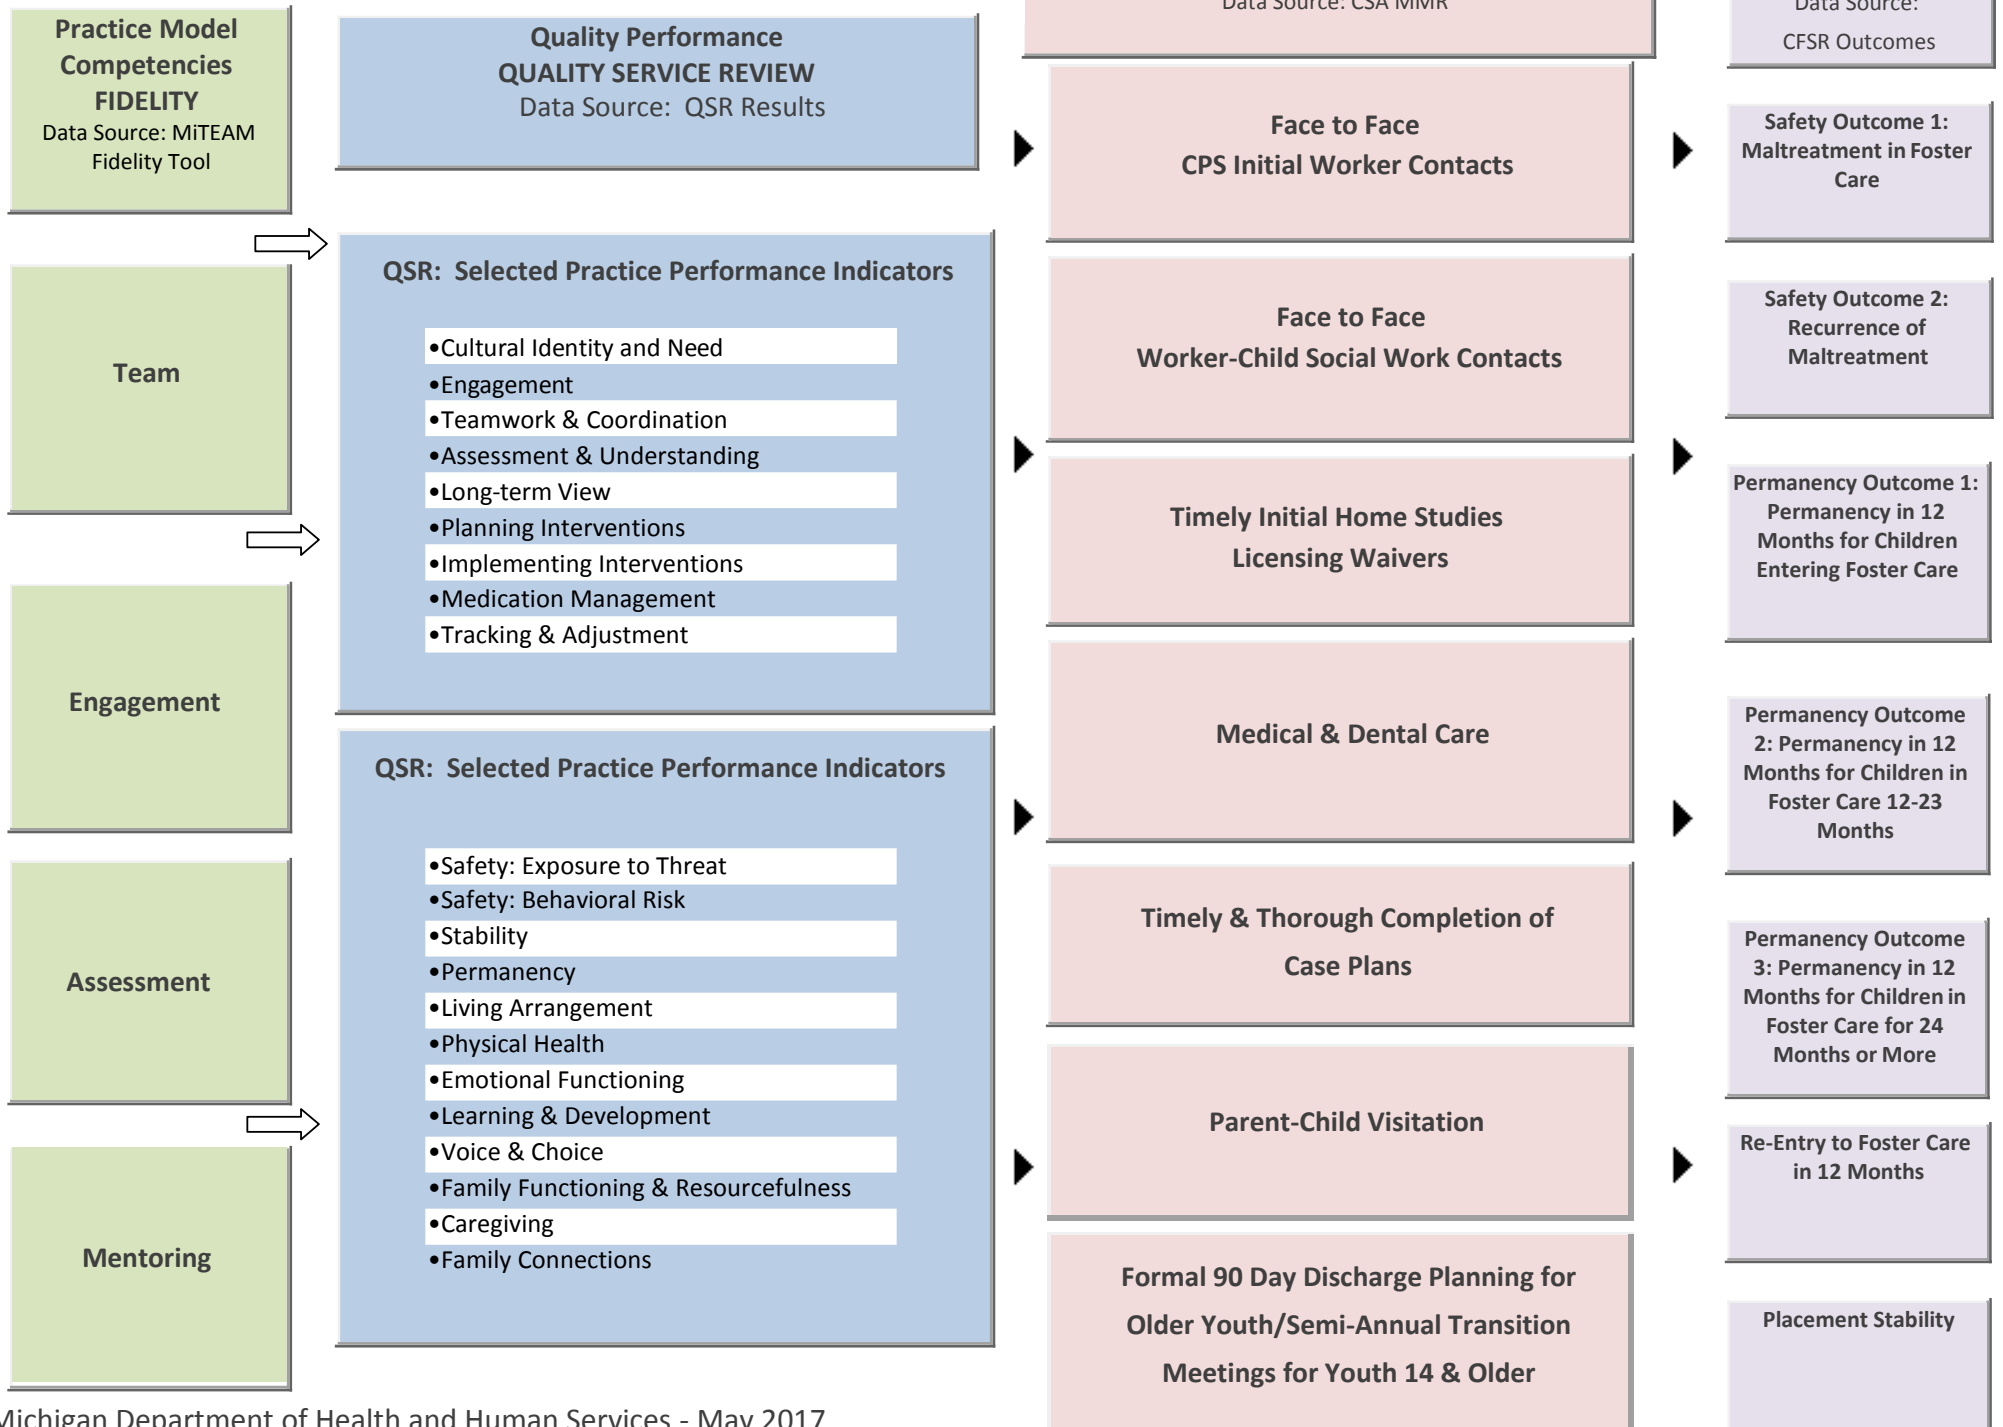 Practice Model
Competencies
FIDELITY
Data Source: MiTEAM
Fidelity Tool
Team
Engagement
Assessment
Mentoring
Quality Performance
QUALITY SERVICE REVIEW
Data Source: QSR Results
QSR: Selected Practice Performance Indicators
•Cultural Identity and Need
•Engagement
•Teamwork & Coordination
•Assessment & Understanding
•Long-term View
•Planning Interventions
•Implementing Interventions
•Medication Management
•Tracking & Adjustment
QSR: Selected Practice Performance Indicators
•Safety: Exposure to Threat
•Safety: Behavioral Risk
•Stability
•Permanency
•Living Arrangement
•Physical Health
•Emotional Functioning
•Learning & Development
•Voice & Choice
•Family Functioning & Resourcefulness
•Caregiving
•Family Connections
Data Source: CSA MMR
Face to Face
CPS Initial Worker Contacts
Face to Face
Worker-Child Social Work Contacts
Timely Initial Home Studies
Licensing Waivers
Medical & Dental Care
Timely & Thorough Completion of
Case Plans
Parent-Child Visitation
Formal 90 Day Discharge Planning for
Older Youth/Semi-Annual Transition
Meetings for Youth 14 & Older
Data Source:
CFSR Outcomes
Safety Outcome 1:
Maltreatment in Foster
Care
Safety Outcome 2:
Recurrence of
Maltreatment
Permanency Outcome 1:
Permanency in 12
Months for Children
Entering Foster Care
Permanency Outcome
2: Permanency in 12
Months for Children in
Foster Care 12-23
Months
Permanency Outcome
3: Permanency in 12
Months for Children in
Foster Care for 24
Months or More
Re-Entry to Foster Care
in 12 Months
Placement Stability
Michigan Department of Health and Human Services - May 2017